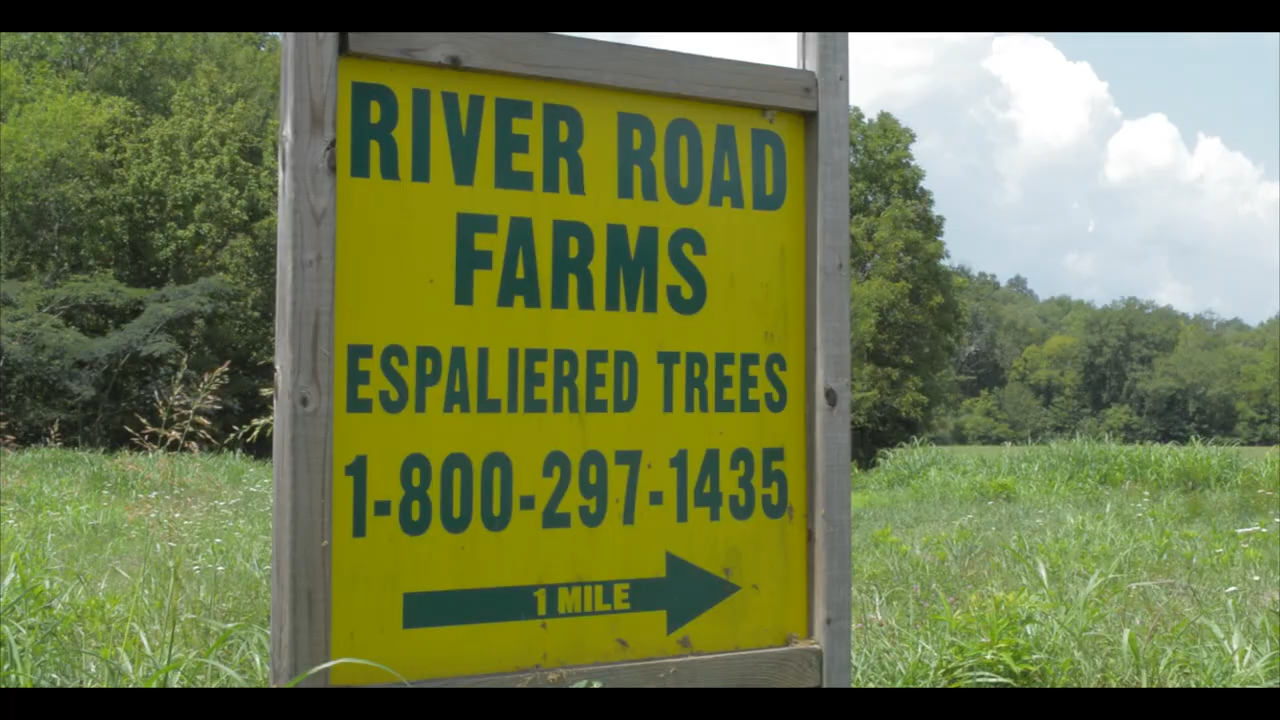 RIVER ROAD
FARMS
ESPALIERED TREES
1-800-297-1435
1 MILE